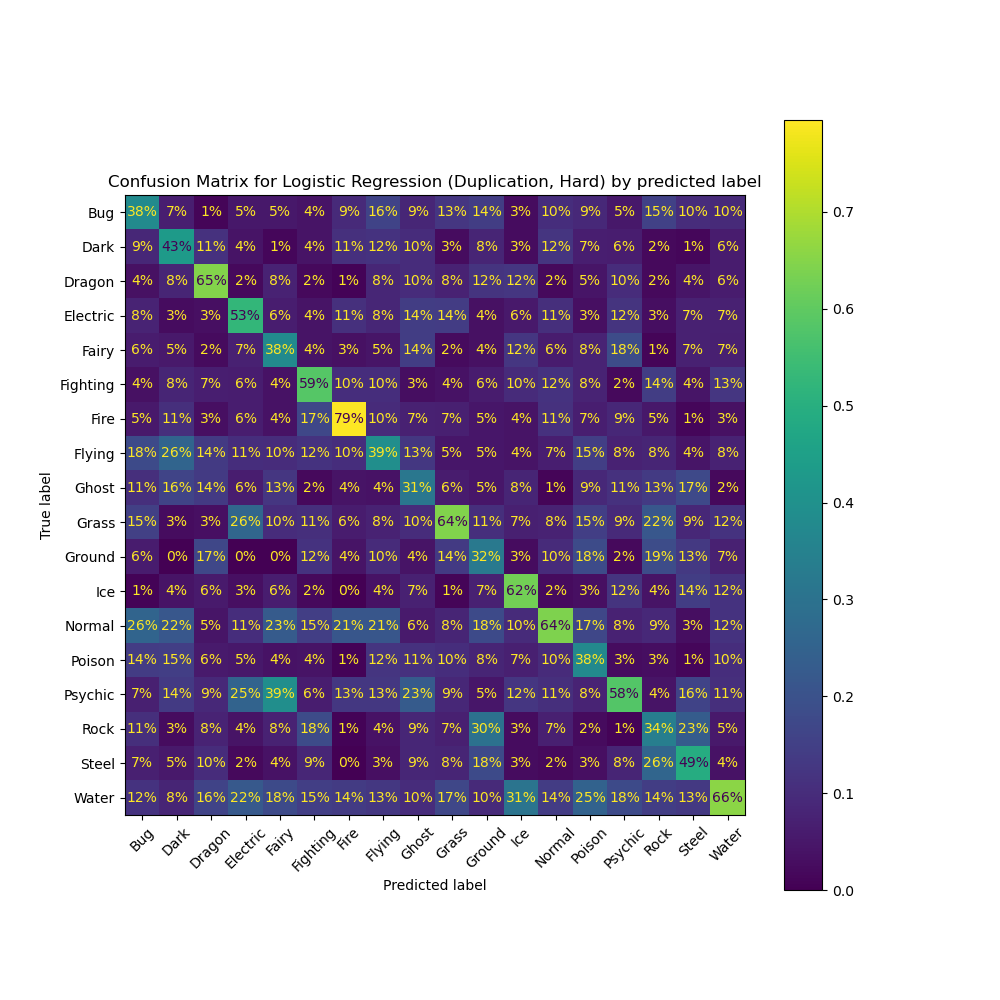 Confusion Matrix for Logistic Regression (Duplication, Hard) by predicted label
Bug 38% 7% 1% 5% 5% 4% 9% 16% 9% 13% 14% 3% 10% 9% 5% 15% 10% 10%
Dark 9% 43% 11% 4% 1% 4% 11% 12% 10% 3% 8% 3% 12% 7% 6% 2% 1% 6%
Dragon 4% 8% 65% 2% 8% 2% 1% 8% 10% 8% 12% 12% 2% 5% 10% 2% 4% 6%
Electric 8% 3% 3% 53% 6% 4% 11% 8% 14% 14% 4% 6% 11% 3% 12% 3% 7% 7%
Fairy 6% 5% 2% 7% 38% 4% 3% 5% 14% 2% 4% 12% 6% 8% 18% 1% 7% 7%
Fighting 4% 8% 7% 6% 4% 59% 10% 10% 3% 4% 6% 10% 12% 8% 2% 14% 4% 13%
Fire 5% 11% 3% 6% 4% 17% 79% 10% 7% 7% 5% 4% 11% 7% 9% 5% 1% 3%
Flying 18% 26% 14% 11% 10% 12% 10% 39% 13% 5% 5% 4% 7% 15% 8% 8% 4% 8%
Ghost 11% 16% 14% 6% 13% 2% 4% 4% 31% 6% 5% 8% 1% 9% 11% 13% 17% 2%
Grass 15% 3% 3% 26% 10% 11% 6% 8% 10% 64% 11% 7% 8% 15% 9% 22% 9% 12%
Ground 6% 0% 17% 0% 0% 12% 4% 10% 4% 14% 32% 3% 10% 18% 2% 19% 13% 7%
Ice 1% 4% 6% 3% 6% 2% 0% 4% 7% 1% 7% 62% 2% 3% 12% 4% 14% 12%
Normal 26% 22% 5% 11% 23% 15% 21% 21% 6% 8% 18% 10% 64% 17% 8% 9% 3% 12%
Poison 14% 15% 6% 5% 4% 4% 1% 12% 11% 10% 8% 7% 10% 38% 3% 3% 1% 10%
Psychic 7% 14% 9% 25% 39% 6% 13% 13% 23% 9% 5% 12% 11% 8% 58% 4% 16% 11%
Rock 11% 3% 8% 4% 8% 18% 1% 4% 9% 7% 30% 3% 7% 2% 1% 34% 23% 5%
Steel 7% 5% 10% 2% 4% 9% 0% 3% 9% 8% 18% 3% 2% 3% 8% 26% 49% 4%
Water 12% 8% 16% 22% 18% 15% 14% 13% 10% 17% 10% 31% 14% 25% 18% 14% 13% 66%
Bug Dark Dragon Electric Fairy Fighting Fire Flying Ghost Grass Ground Ice Normal Poison Psychic Rock Steel Water
Predicted label
True label
0.7
0.6
0.5
0.4
0.3
0.2
0.1
0.0